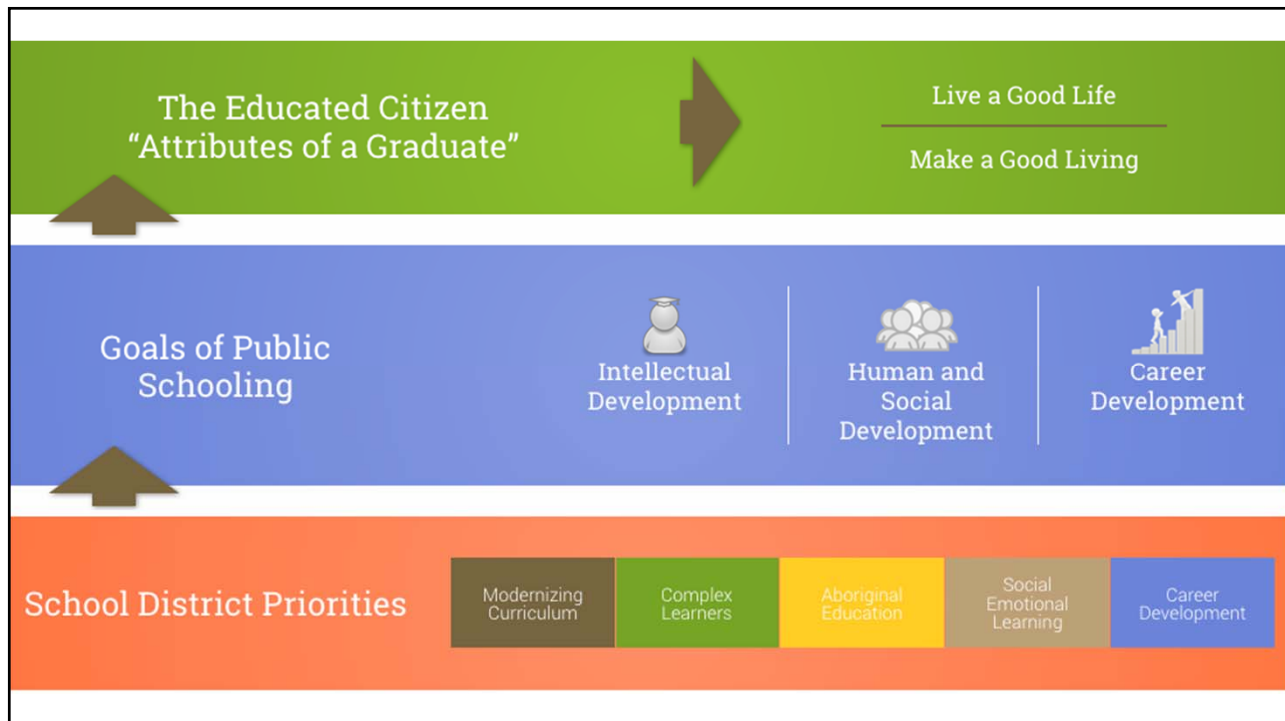 The Educated Citizen
“Attributes of a Graduate”
Live a Good Life
Make a Good Living
Goals of Public
Schooling
Intellectual
Development
Human and
Social
Development
Career
Development
School District Priorities
Modernizing
Curriculum
Complex
Learners
Aboriginal
Education
Social
Emotional
Learning
Career
Development